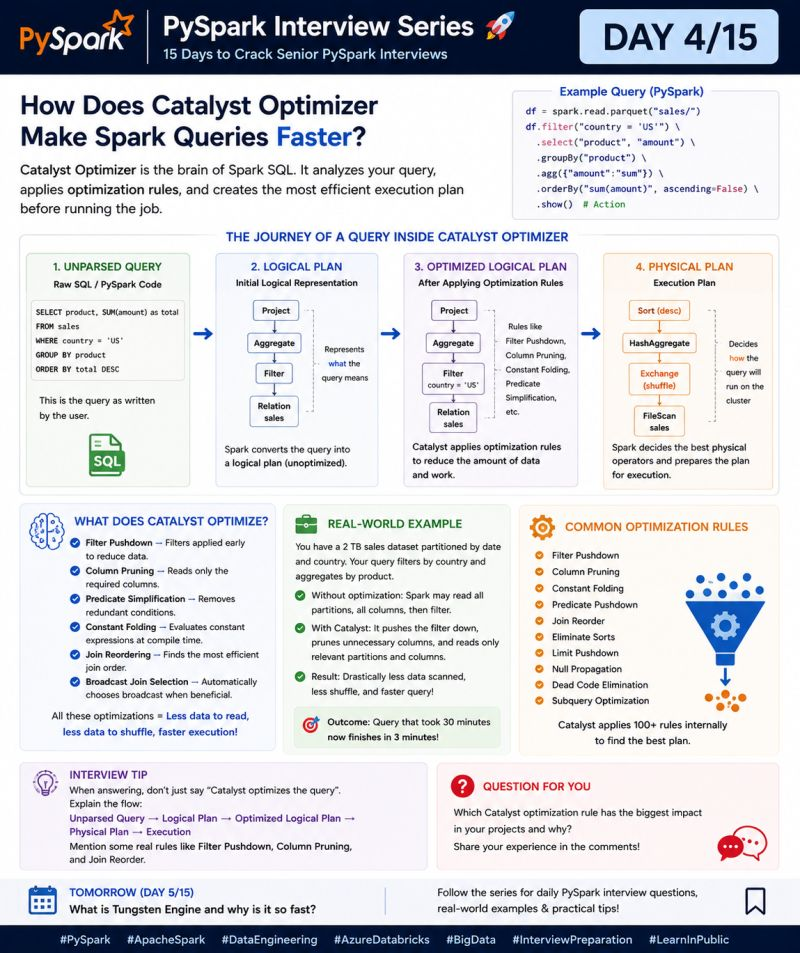 PySpark
PySpark Interview Series 🚀
15 Days to Crack Senior PySpark Interviews
DAY 4/15
How Does Catalyst Optimizer
Make Spark Queries Faster?
Catalyst Optimizer is the brain of Spark SQL. It analyzes your query,
applies optimization rules, and creates the most efficient execution plan
before running the job.
Example Query (PySpark)
df = spark.read.parquet("sales/")
df.filter("country = 'US'") \
.select("product", "amount") \
.groupBy("product") \
.agg({"amount":"sum"}) \
.orderBy("sum(amount)", ascending=False) \
.show() # Action
THE JOURNEY OF A QUERY INSIDE CATALYST OPTIMIZER
1. UNPARSED QUERY
Raw SQL / PySpark Code
SELECT product, SUM(amount) as total
FROM sales
WHERE country = 'US'
GROUP BY product
ORDER BY total DESC
This is the query as written
by the user.
SQL
2. LOGICAL PLAN
Initial Logical Representation
Project
Aggregate
Filter
Relation
sales
Represents
what the
query means
Spark converts the query into
a logical plan (unoptimized).
3. OPTIMIZED LOGICAL PLAN
After Applying Optimization Rules
Project
Aggregate
Filter
country = 'US'
Relation
sales
Rules like
Filter Pushdown,
Column Pruning,
Constant Folding,
Predicate
Simplification,
etc.
Catalyst applies optimization rules
to reduce the amount of data
and work.
4. PHYSICAL PLAN
Execution Plan
Sort (desc)
HashAggregate
Exchange
(shuffle)
FileScan
sales
Decides
how the
query will
run on the
cluster
Spark decides the best physical
operators and prepares the plan
for execution.
WHAT DOES CATALYST OPTIMIZE?
Filter Pushdown → Filters applied early
to reduce data.
Column Pruning → Reads only the
required columns.
Predicate Simplification → Removes
redundant conditions.
Constant Folding → Evaluates constant
expressions at compile time.
Join Reordering → Finds the most efficient
join order.
Broadcast Join Selection → Automatically
chooses broadcast when beneficial.
All these optimizations = Less data to read,
less data to shuffle, faster execution!
REAL-WORLD EXAMPLE
You have a 2 TB sales dataset partitioned by date
and country. Your query filters by country and
aggregates by product.
Without optimization: Spark may read all
partitions, all columns, then filter.
With Catalyst: It pushes the filter down,
prunes unnecessary columns, and reads only
relevant partitions and columns.
Result: Drastically less data scanned,
less shuffle, and faster query!
Outcome: Query that took 30 minutes
now finishes in 3 minutes!
COMMON OPTIMIZATION RULES
Filter Pushdown
Column Pruning
Constant Folding
Predicate Pushdown
Join Reorder
Eliminate Sorts
Limit Pushdown
Null Propagation
Dead Code Elimination
Subquery Optimization
Catalyst applies 100+ rules internally
to find the best plan.
INTERVIEW TIP
When answering, don't just say "Catalyst optimizes the query".
Explain the flow:
Unparsed Query → Logical Plan → Optimized Logical Plan →
Physical Plan → Execution
Mention some real rules like Filter Pushdown, Column Pruning,
and Join Reorder.
QUESTION FOR YOU
Which Catalyst optimization rule has the biggest impact
in your projects and why?
Share your experience in the comments!
TOMORROW (DAY 5/15)
What is Tungsten Engine and why is it so fast?
Follow the series for daily PySpark interview questions,
real-world examples & practical tips!
#PySpark #ApacheSpark #DataEngineering #AzureDatabricks #BigData #InterviewPreparation #LearnInPublic